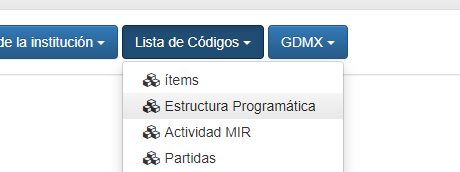 de la institución Lista de Códigos GDMX
ítems
Estructura Programática
Actividad MIR
Partidas